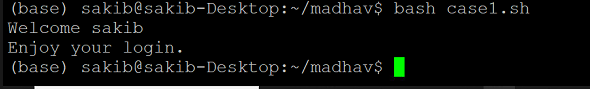 (base) sakib@sakib-Desktop:~/madhav$ bash case1.sh
Welcome sakib
Enjoy your login.
(base) sakib@sakib-Desktop:~/madhav$